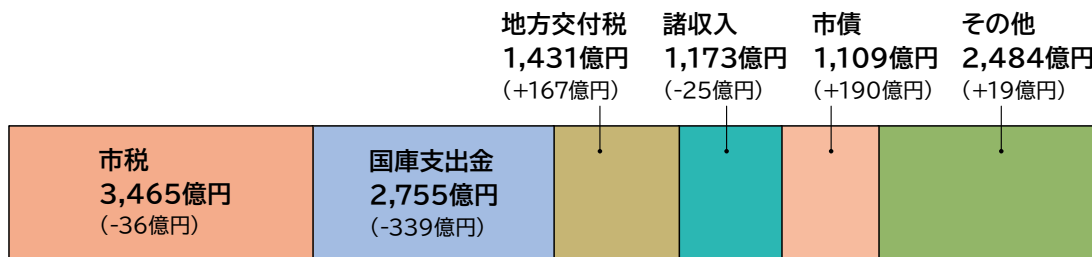 地方交付税
1,431億円
(+167億円)
諸収入
1,173億円
(-25億円)
市債
1,109億円
(+190億円)
その他
2,484億円
(+19億円)
市税
3,465億円
(-36億円)
国庫支出金
2,755億円
(-339億円)